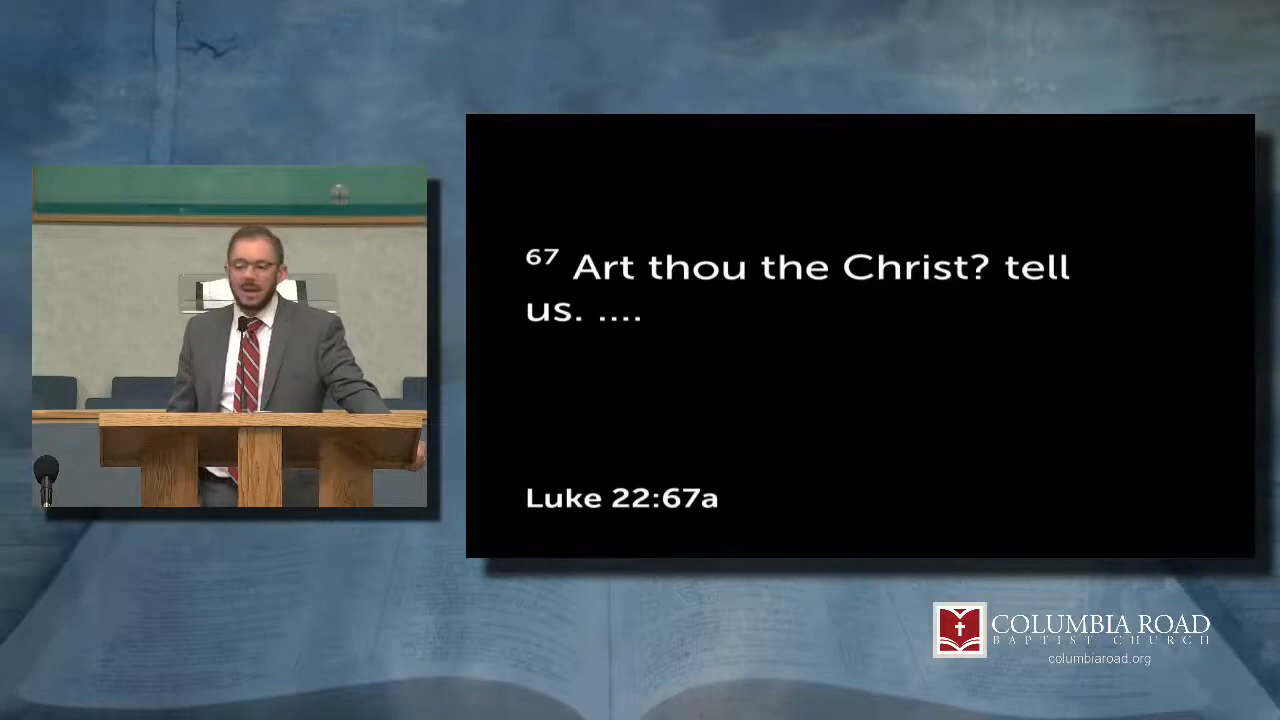 ⁶⁷ Art thou the Christ? tell
us. ....
Luke 22:67a
COLUMBIA ROAD
BAPTIST CHURCH
columbiaroad.org